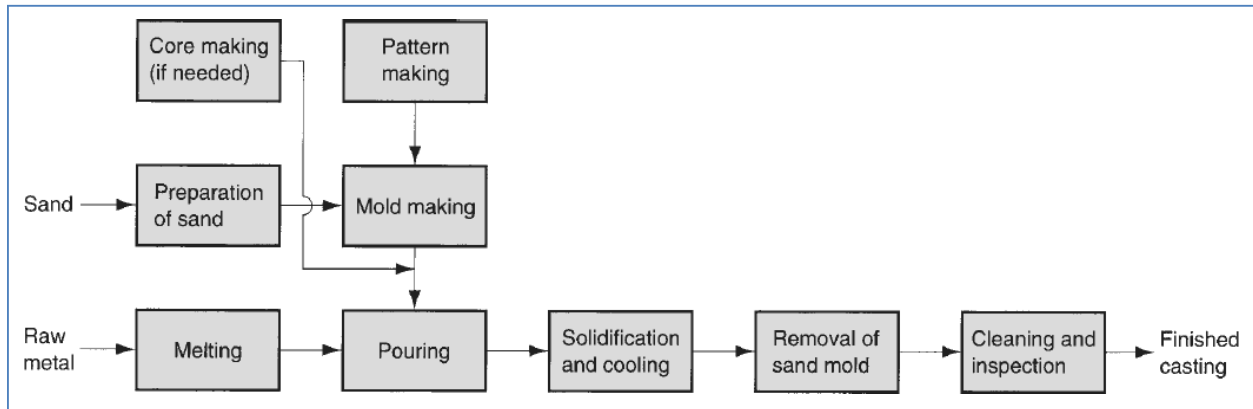 Core making
(if needed)
Pattern
making
Sand
Preparation
of sand
Mold making
Raw
metal
Melting
Pouring
Solidification
and cooling
Removal of
sand mold
Cleaning and
inspection
Finished
casting